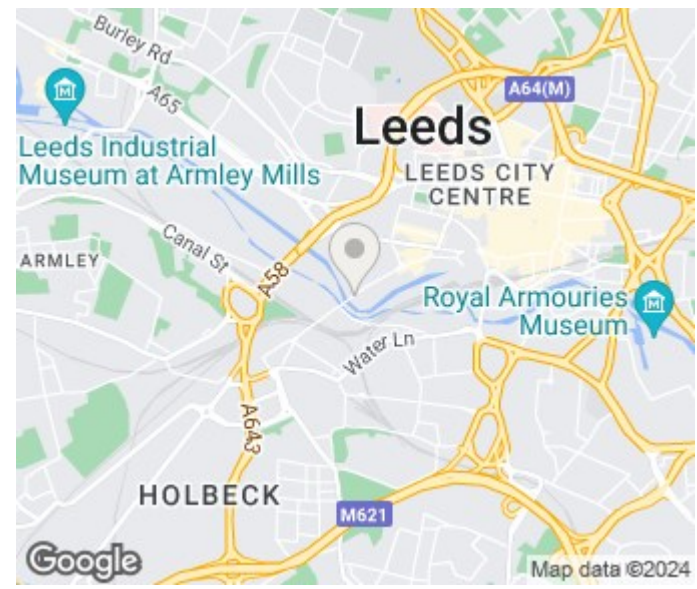 Burley Rd
A65
A64(M)
Leeds
Leeds Industrial
Museum at Armley Mills
LEEDS CITY
CENTRE
Canal St
ARMLEY
A58
Royal Armouries
Museum
Water Ln
A643
HOLBECK
M621
Google
Map data ©2024